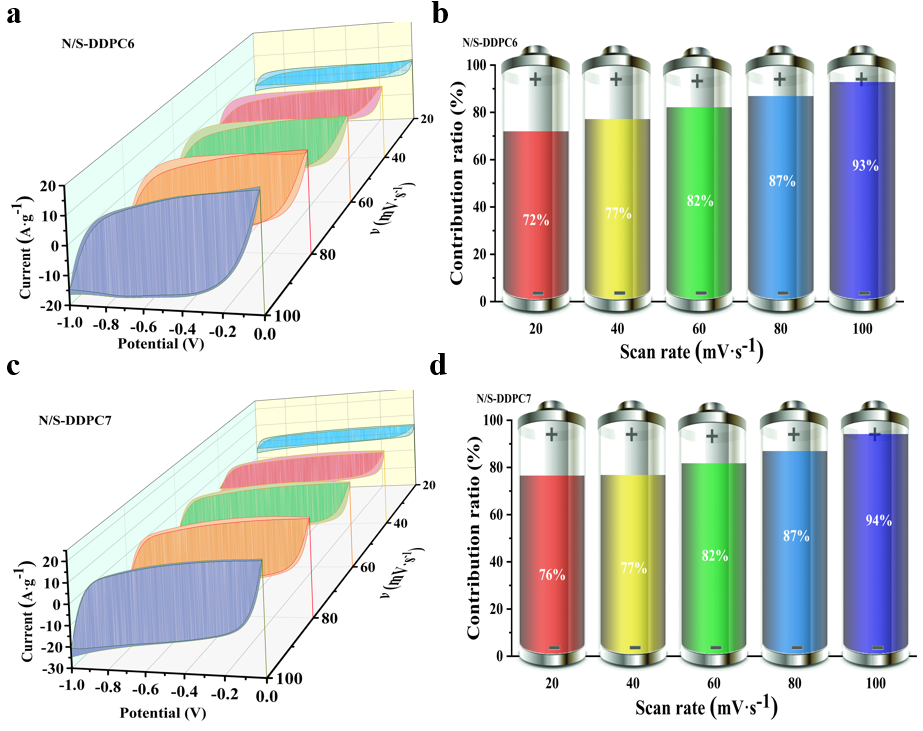 a
N/S-DDPC6
20
10
0
-10
-20
Current (A·g-1)
-1.0
-0.8
-0.6
-0.4
-0.2
0.0
Potential (V)
20
40
60
80
100
ν (mV·s-1)
b
N/S-DDPC6
100
80
60
40
20
0
Contribution ratio (%)
+ + + + +
72%
77%
82%
87%
93%
20 40 60 80 100
Scan rate (mV·s-1)
c
N/S-DDPC7
20
10
0
-10
-20
-30
Current (A·g-1)
-1.0
-0.8
-0.6
-0.4
-0.2
0.0
Potential (V)
20
40
60
80
100
ν (mV·s-1)
d
N/S-DDPC7
100
80
60
40
20
0
Contribution ratio (%)
+ + + + +
76%
77%
82%
87%
94%
20 40 60 80 100
Scan rate (mV·s-1)